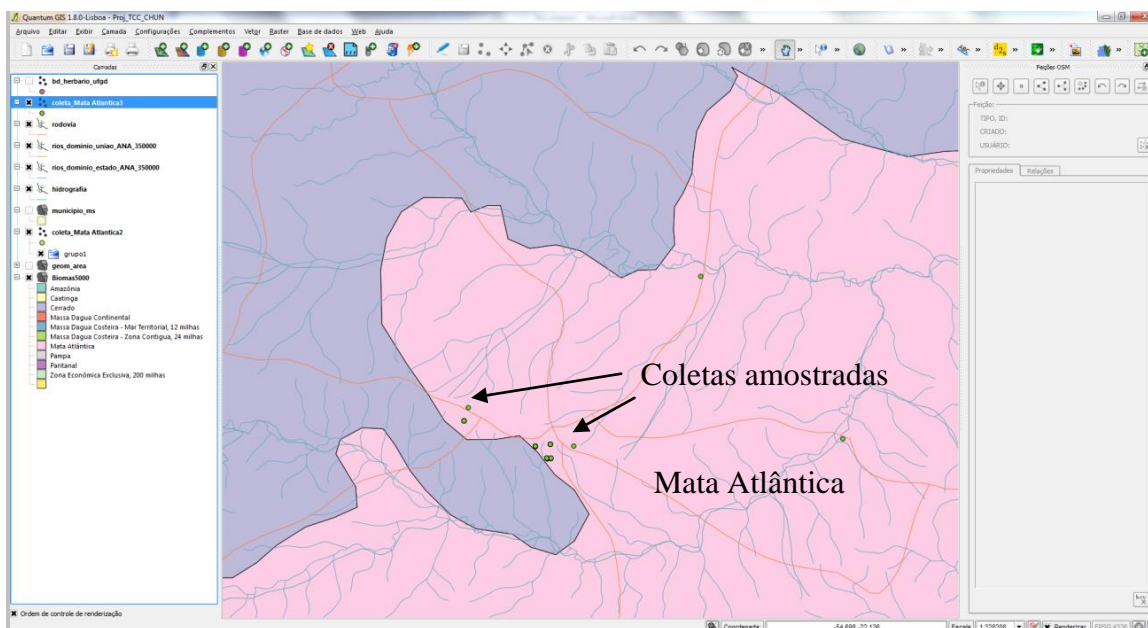 Quantum GIS 1.8.0-Lisboa - Proj_TCC_CHUN
Arquivo Editar Exibir Camada Configurações Complementos Vetor Raster Base de dados Web Ajuda
Camadas
bd_herbario_ufgd
coleta_Mata Atlantica3
rodovia
rios_dominio_uniao_ANA_350000
rios_dominio_estado_ANA_350000
hidrografia
municipio_ms
coleta_Mata Atlantica2
grupo1
geom_area
Biomas5000
Amazônia
Caatinga
Cerrado
Massa Dagua Continental
Massa Dagua Costeira - Mar Territorial, 12 milhas
Massa Dagua Costeira - Zona Contigua, 24 milhas
Mata Atlântica
Pampa
Pantanal
Zona Econômica Exclusiva, 200 milhas
Ordem de controle de renderização
Coletas amostradas
Mata Atlântica
Feições OSM
Feição:
TIPO, ID:
CRIADO:
USUÁRIO:
Propriedades Relações
Coordenada -54.698,-22.126 Escala 1:328208 Renderizar EPSG:4326